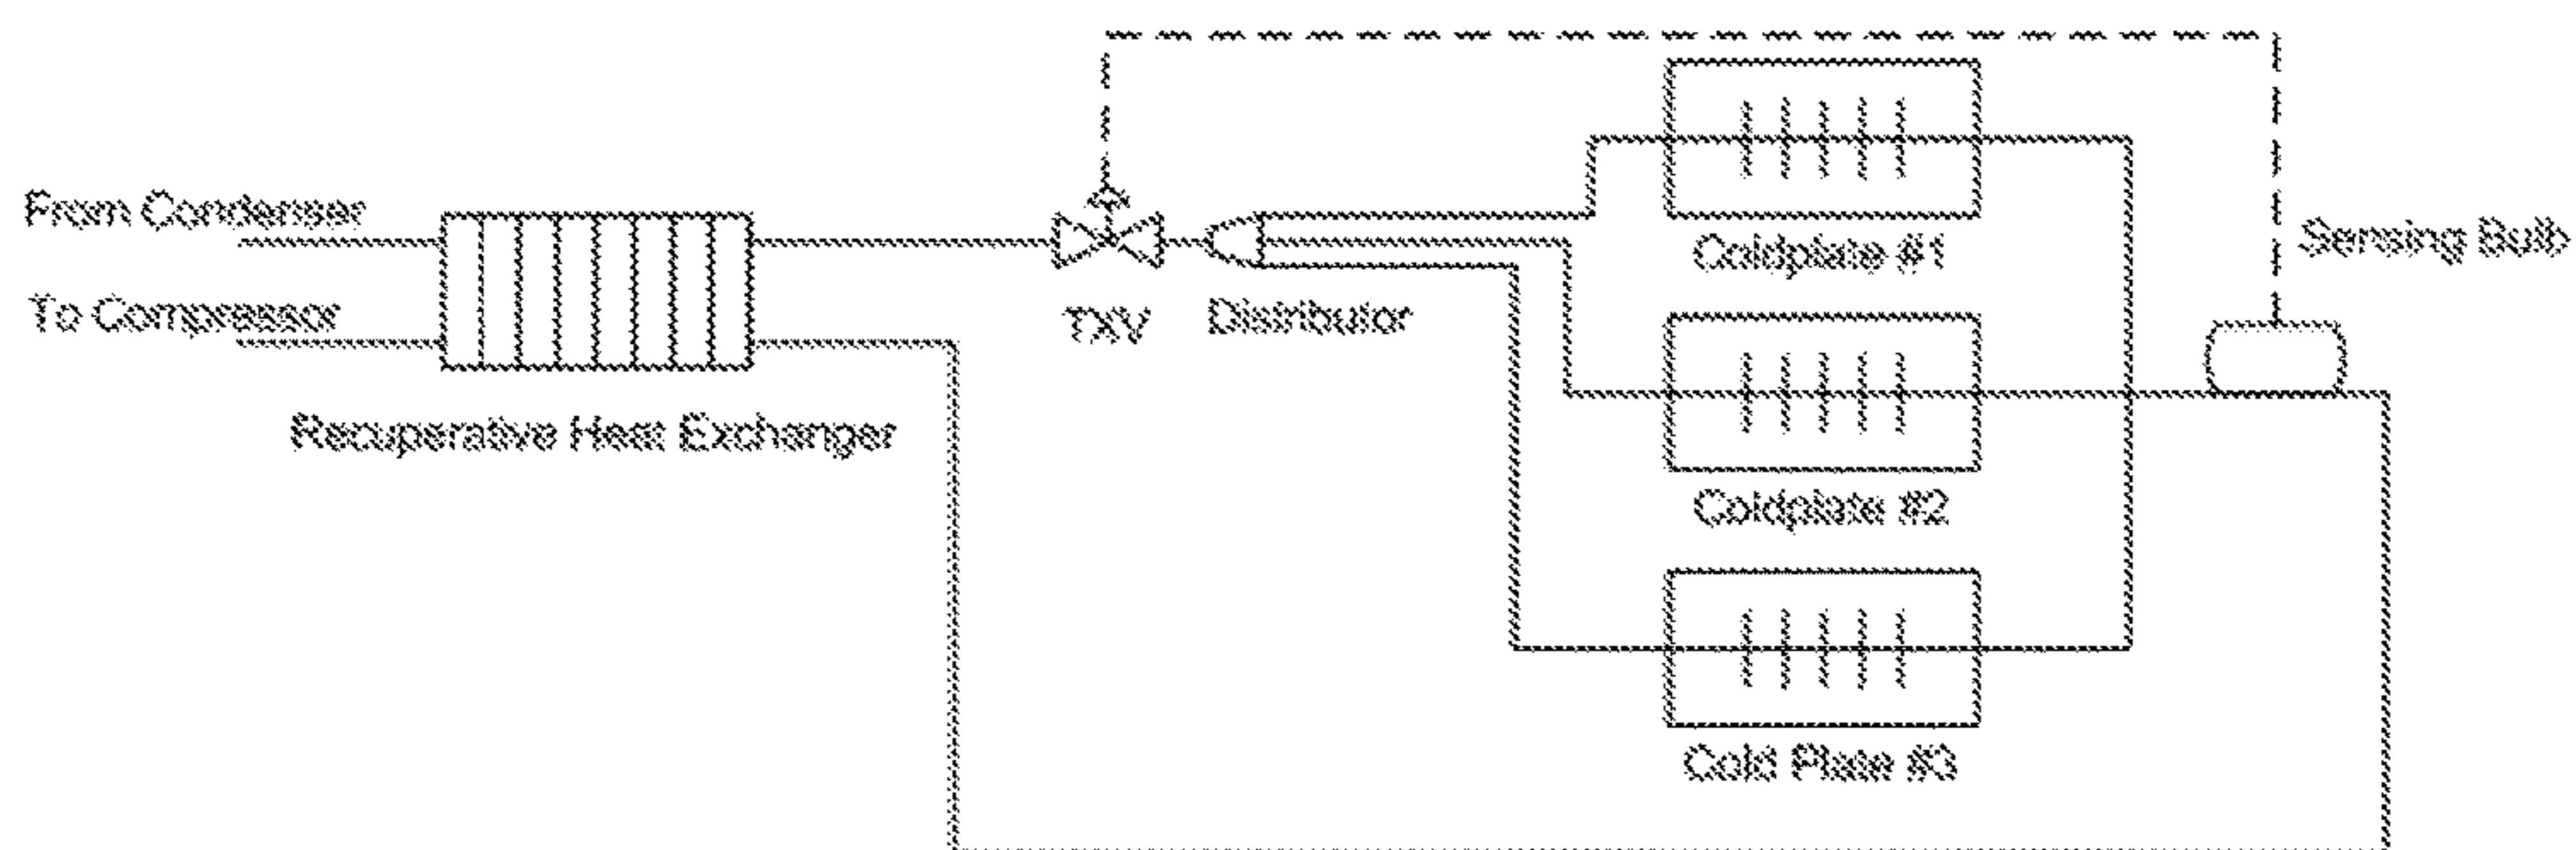 From Condenser
To Compressor
Recuperative Heat Exchanger
TXV
Distributor
Coldplate #1
Coldplate #2
Cold Plate #3
Sensing Bulb